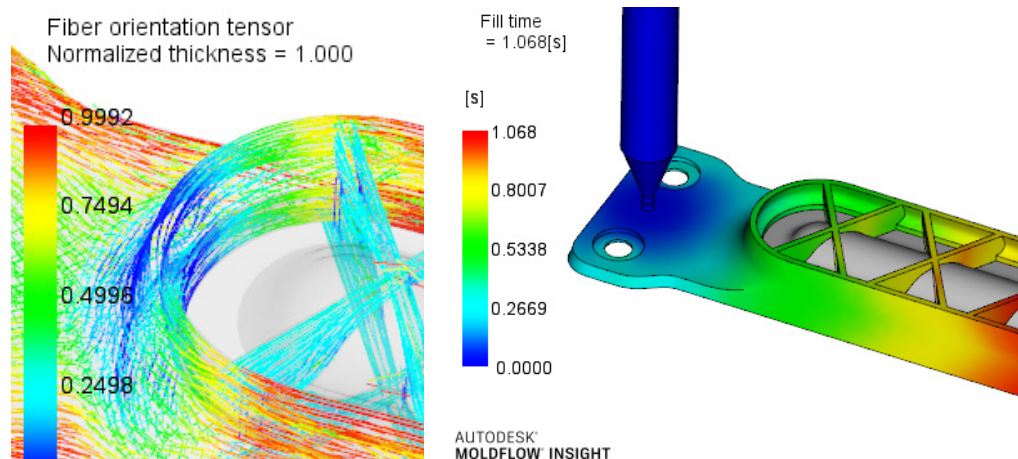 Fiber orientation tensor
Normalized thickness = 1.000
0.9992
0.7494
0.4996
0.2498
Fill time
= 1.068[s]
[s]
1.068
0.8007
0.5338
0.2669
0.0000
AUTODESK®
MOLDFLOW® INSIGHT